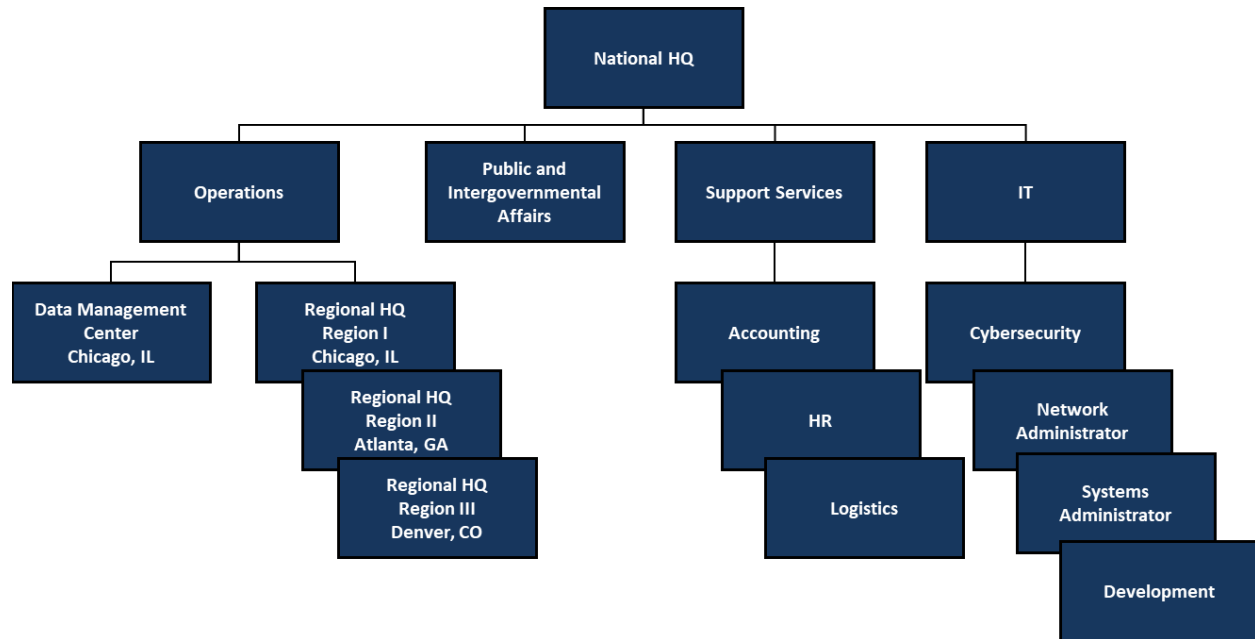 National HQ
Operations
Public and
Intergovernmental
Affairs
Support Services
IT
Data Management
Center
Chicago, IL
Regional HQ
Region I
Chicago, IL
Regional HQ
Region II
Atlanta, GA
Regional HQ
Region III
Denver, CO
Accounting
HR
Logistics
Cybersecurity
Network
Administrator
Systems
Administrator
Development